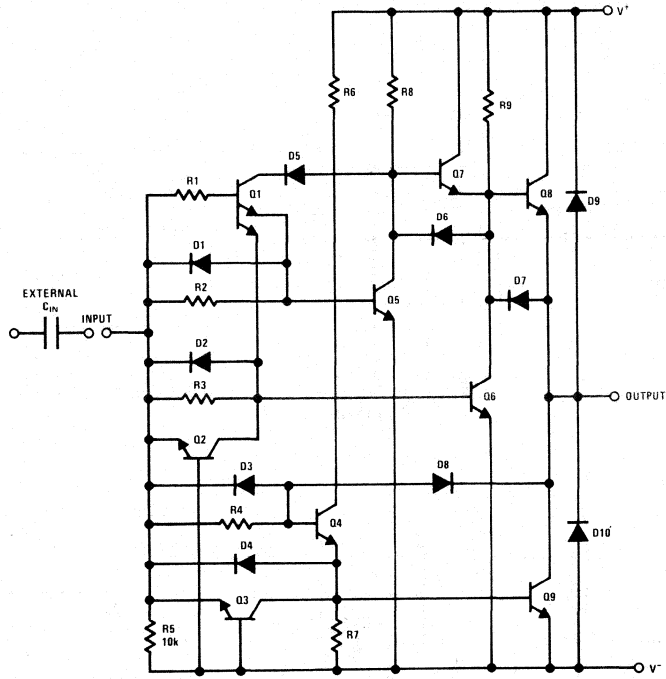 V+
R6
R8
R9
D5
Q7
R1
Q1
Q8
D9
D6
D1
EXTERNAL
CIN
INPUT
R2
Q5
D7
D2
R3
Q6
OUTPUT
Q2
D3
D8
R4
Q4
D10
D4
Q3
Q9
R5
10k
R7
V-